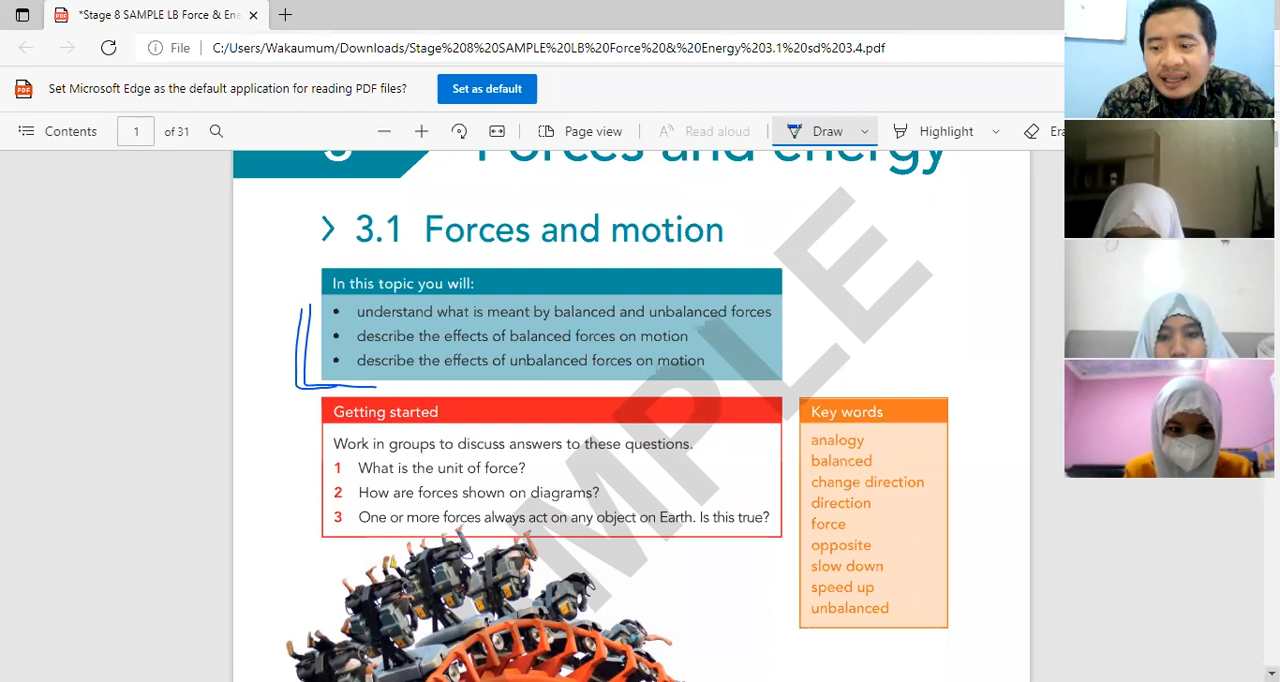 *Stage 8 SAMPLE LB Force & Ene
File
C:/Users/Wakaumum/Downloads/Stage%208%20SAMPLE%20LB%20Force%20&%20Energy%203.1%20sd%203.4.pdf
Set Microsoft Edge as the default application for reading PDF files?
Set as default
Contents
1
of 31
Page view
Read aloud
Draw
Highlight
Era
Forces and energy
3.1 Forces and motion
In this topic you will:
• understand what is meant by balanced and unbalanced forces
• describe the effects of balanced forces on motion
• describe the effects of unbalanced forces on motion
Getting started
Work in groups to discuss answers to these questions.
1 What is the unit of force?
2 How are forces shown on diagrams?
3 One or more forces always act on any object on Earth. Is this true?
Key words
analogy
balanced
change direction
direction
force
opposite
slow down
speed up
unbalanced
SAMPLE